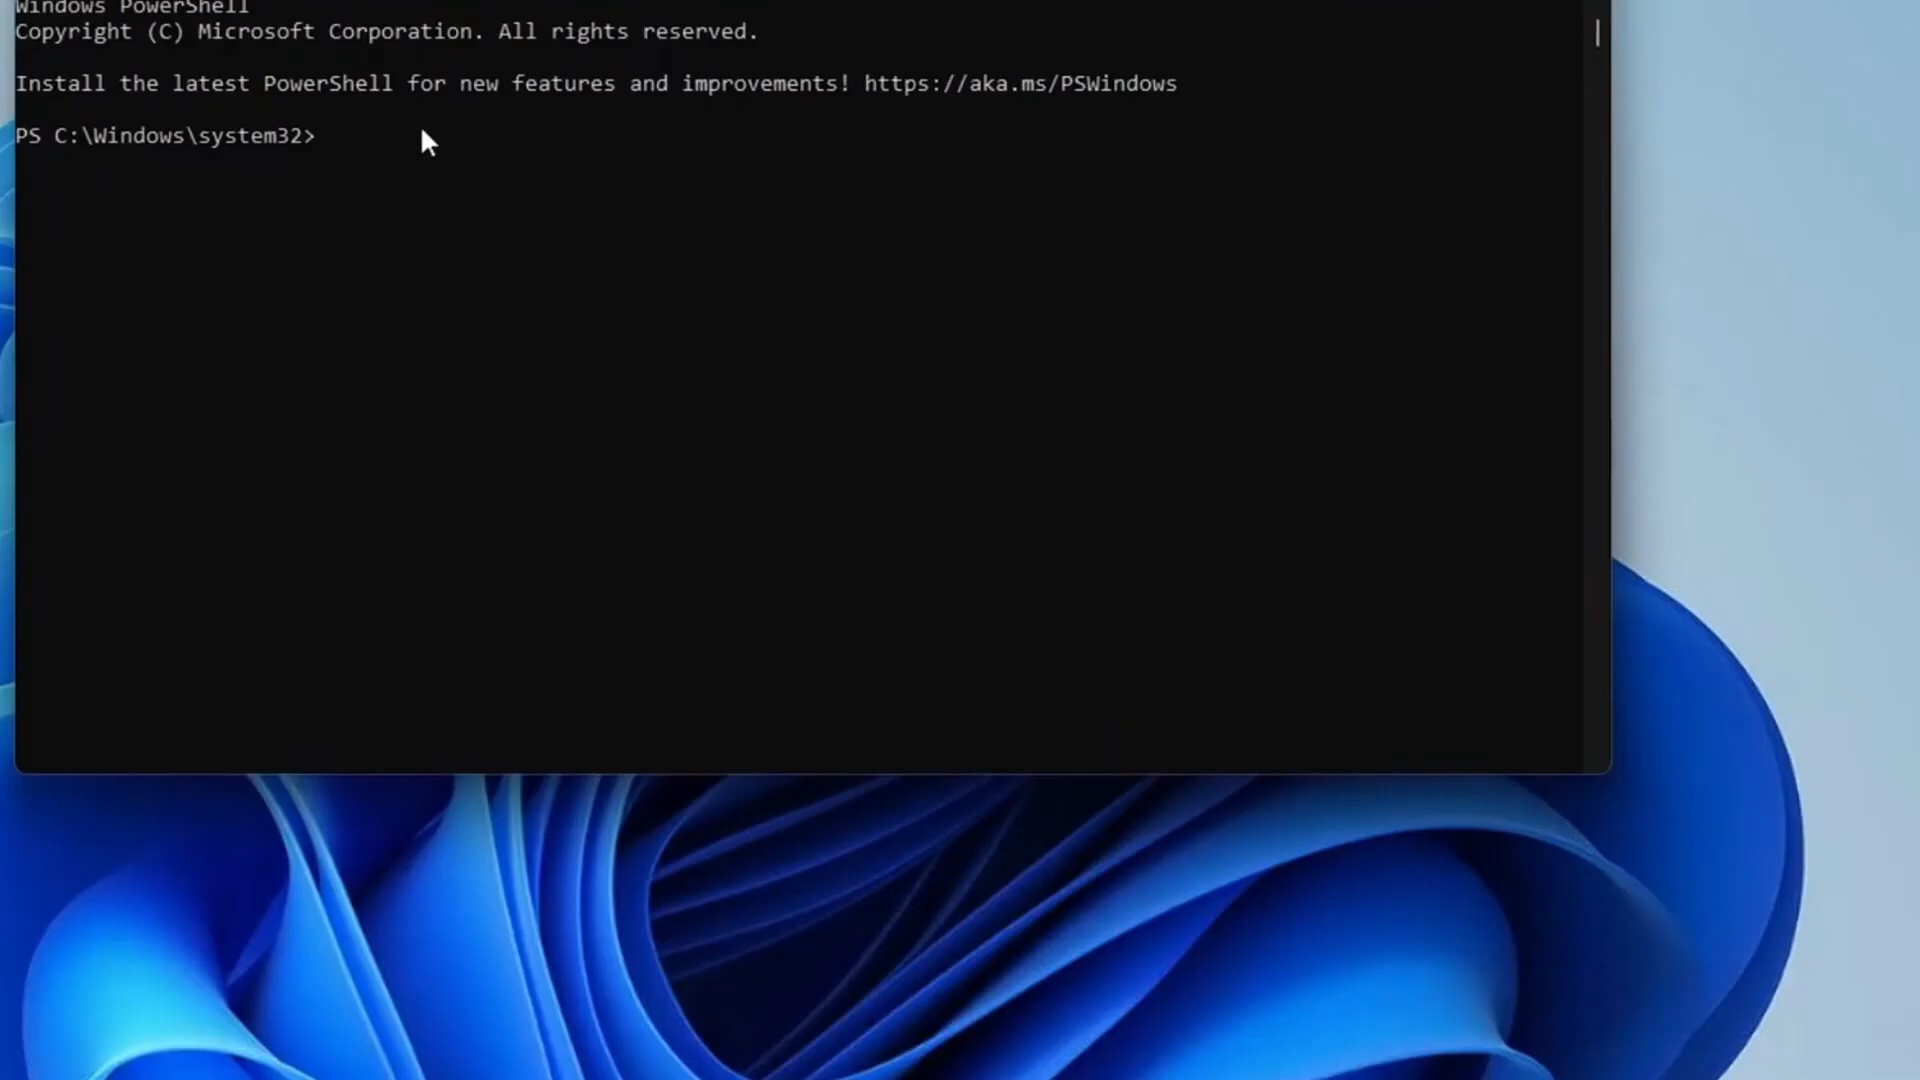 Windows PowerShell
Copyright (C) Microsoft Corporation. All rights reserved.
Install the latest PowerShell for new features and improvements! https://aka.ms/PSWindows
PS C:\Windows\system32>